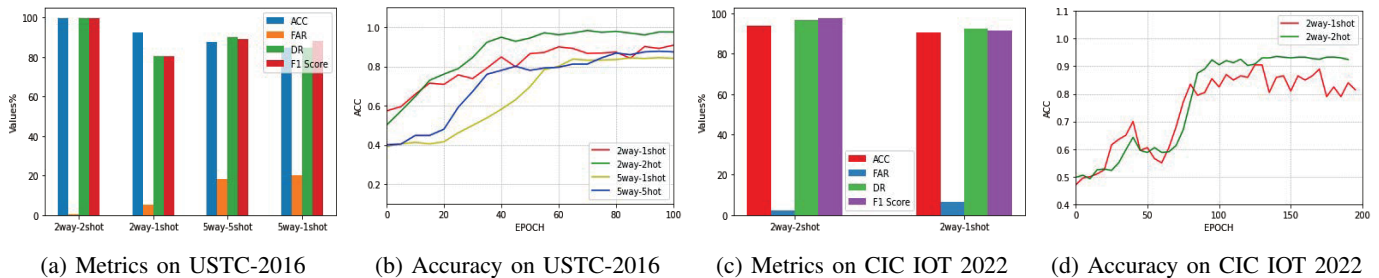 100
80
60
40
20
0
Values%
ACC
FAR
DR
F1 Score
2way-2shot 2way-1shot 5way-5shot 5way-1shot
(a) Metrics on USTC-2016
1.0
0.8
0.6
0.4
0.2
ACC
2way-1shot
2way-2hot
5way-1shot
5way-5hot
0 20 40 60 80 100
EPOCH
(b) Accuracy on USTC-2016
100
80
60
40
20
0
Values%
ACC
FAR
DR
F1 Score
2way-2shot 2way-1shot
(c) Metrics on CIC IOT 2022
1.1
1.0
0.9
0.8
0.7
0.6
0.5
0.4
ACC
2way-1shot
2way-2hot
0 50 100 150 200
EPOCH
(d) Accuracy on CIC IOT 2022